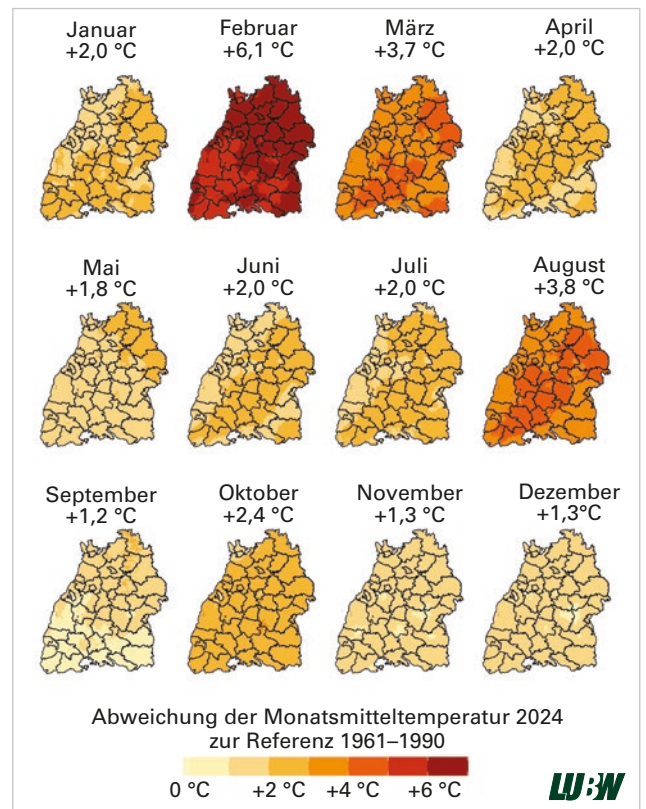 Januar
+2,0 °C
Februar
+6,1 °C
März
+3,7 °C
April
+2,0 °C
Mai
+1,8 °C
Juni
+2,0 °C
Juli
+2,0 °C
August
+3,8 °C
September
+1,2 °C
Oktober
+2,4 °C
November
+1,3 °C
Dezember
+1,3°C
Abweichung der Monatsmitteltemperatur 2024
zur Referenz 1961–1990
0 °C +2 °C +4 °C +6 °C
LUBW